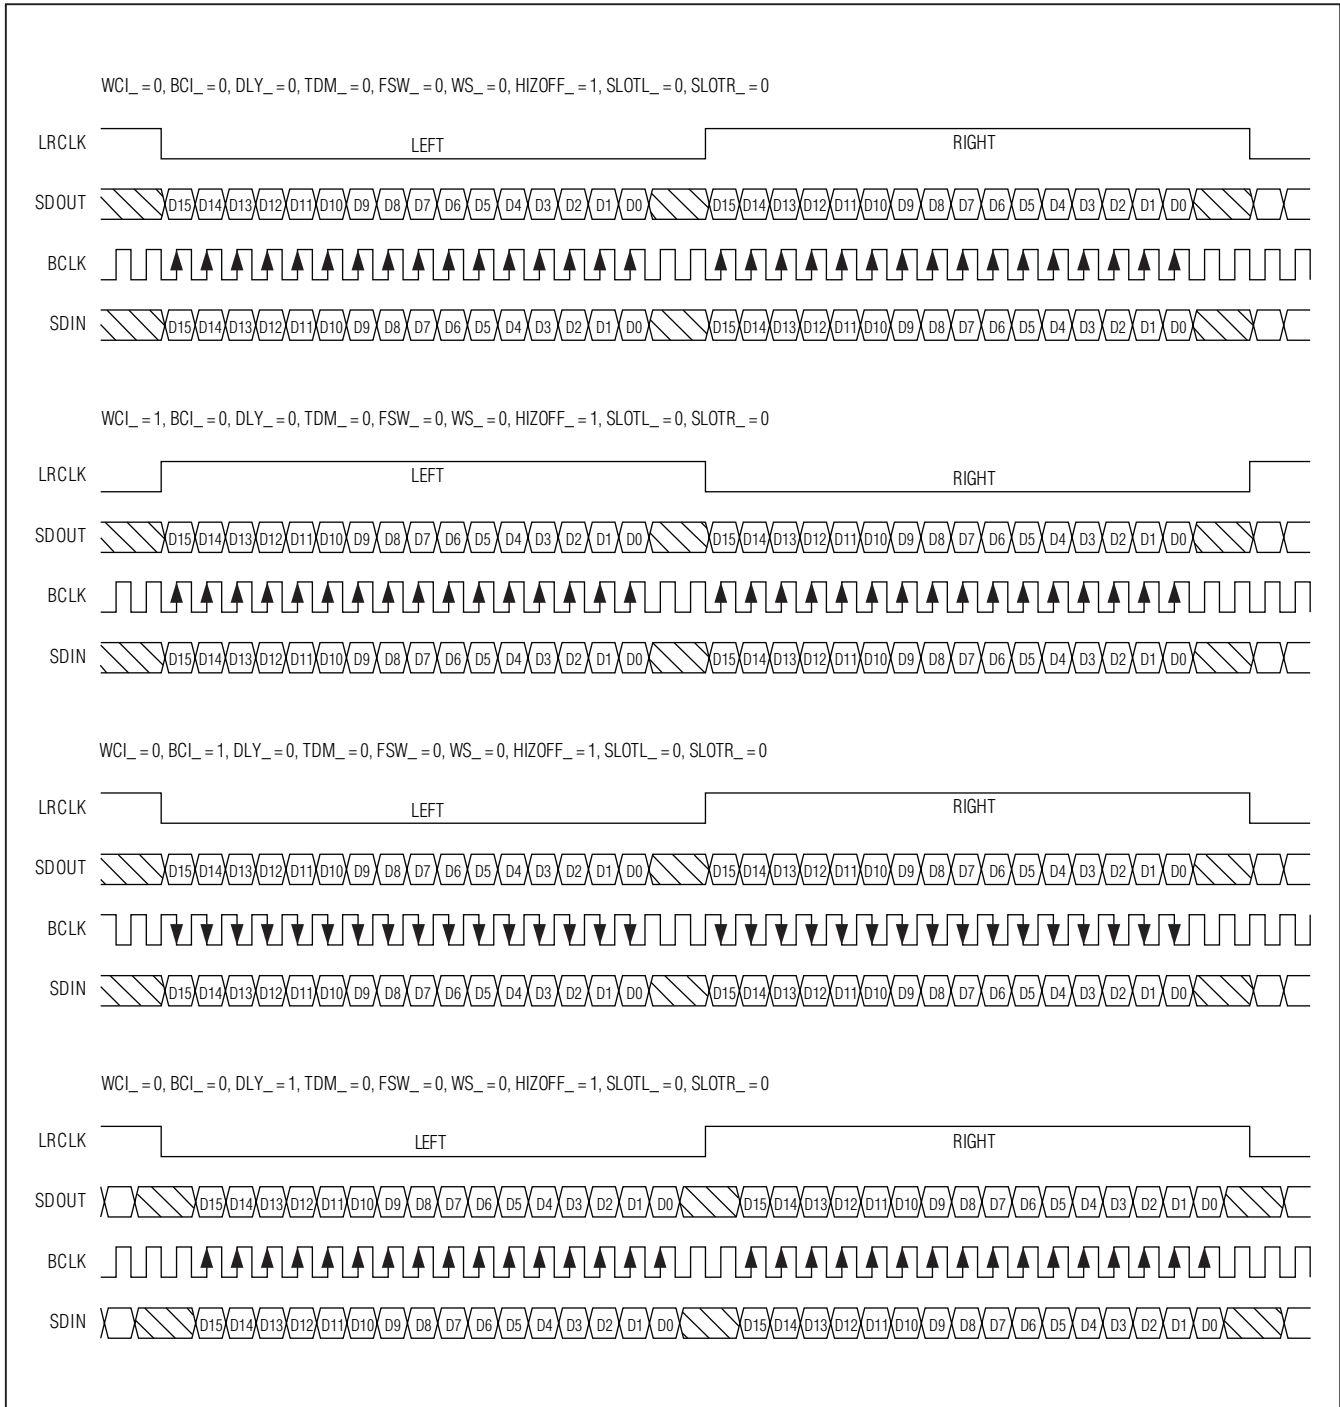 WCI_ = 0, BCI_ = 0, DLY_ = 0, TDM_ = 0, FSW_ = 0, WS_ = 0, HIZOFF_ = 1, SLOTL_ = 0, SLOTR_ = 0
LRCLK LEFT RIGHT
SDOUT D15 D14 D13 D12 D11 D10 D9 D8 D7 D6 D5 D4 D3 D2 D1 D0 D15 D14 D13 D12 D11 D10 D9 D8 D7 D6 D5 D4 D3 D2 D1 D0
BCLK
SDIN D15 D14 D13 D12 D11 D10 D9 D8 D7 D6 D5 D4 D3 D2 D1 D0 D15 D14 D13 D12 D11 D10 D9 D8 D7 D6 D5 D4 D3 D2 D1 D0
WCI_ = 1, BCI_ = 0, DLY_ = 0, TDM_ = 0, FSW_ = 0, WS_ = 0, HIZOFF_ = 1, SLOTL_ = 0, SLOTR_ = 0
LRCLK LEFT RIGHT
SDOUT D15 D14 D13 D12 D11 D10 D9 D8 D7 D6 D5 D4 D3 D2 D1 D0 D15 D14 D13 D12 D11 D10 D9 D8 D7 D6 D5 D4 D3 D2 D1 D0
BCLK
SDIN D15 D14 D13 D12 D11 D10 D9 D8 D7 D6 D5 D4 D3 D2 D1 D0 D15 D14 D13 D12 D11 D10 D9 D8 D7 D6 D5 D4 D3 D2 D1 D0
WCI_ = 0, BCI_ = 1, DLY_ = 0, TDM_ = 0, FSW_ = 0, WS_ = 0, HIZOFF_ = 1, SLOTL_ = 0, SLOTR_ = 0
LRCLK LEFT RIGHT
SDOUT D15 D14 D13 D12 D11 D10 D9 D8 D7 D6 D5 D4 D3 D2 D1 D0 D15 D14 D13 D12 D11 D10 D9 D8 D7 D6 D5 D4 D3 D2 D1 D0
BCLK
SDIN D15 D14 D13 D12 D11 D10 D9 D8 D7 D6 D5 D4 D3 D2 D1 D0 D15 D14 D13 D12 D11 D10 D9 D8 D7 D6 D5 D4 D3 D2 D1 D0
WCI_ = 0, BCI_ = 0, DLY_ = 1, TDM_ = 0, FSW_ = 0, WS_ = 0, HIZOFF_ = 1, SLOTL_ = 0, SLOTR_ = 0
LRCLK LEFT RIGHT
SDOUT D15 D14 D13 D12 D11 D10 D9 D8 D7 D6 D5 D4 D3 D2 D1 D0 D15 D14 D13 D12 D11 D10 D9 D8 D7 D6 D5 D4 D3 D2 D1 D0
BCLK
SDIN D15 D14 D13 D12 D11 D10 D9 D8 D7 D6 D5 D4 D3 D2 D1 D0 D15 D14 D13 D12 D11 D10 D9 D8 D7 D6 D5 D4 D3 D2 D1 D0